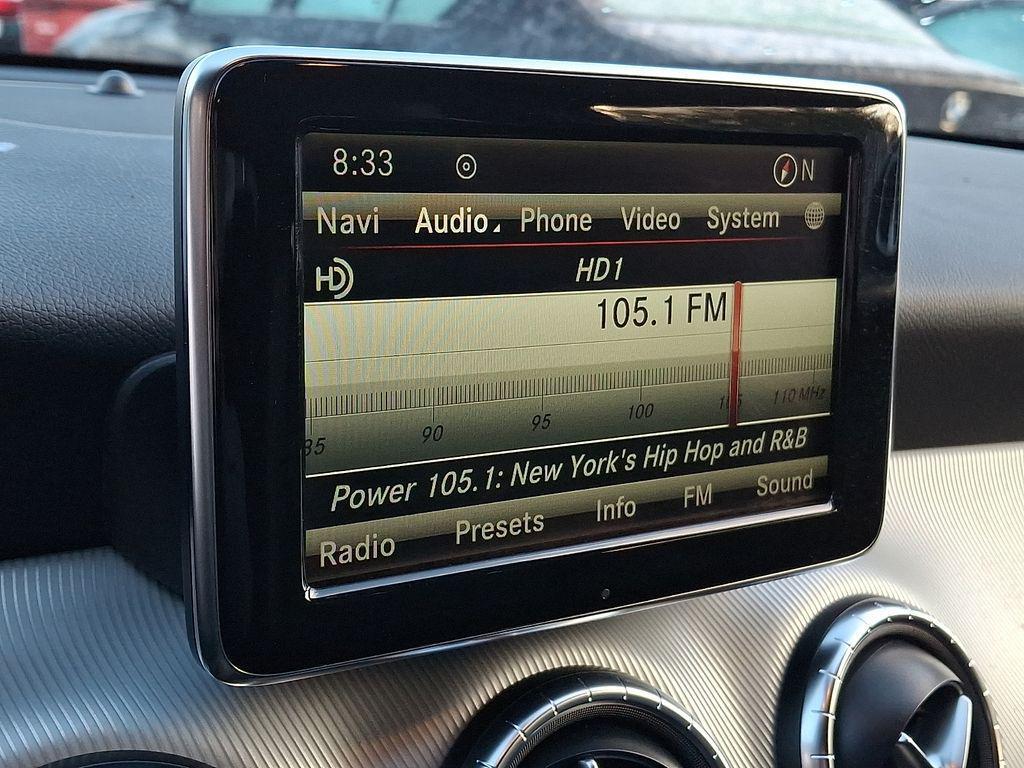 8:33 N
Navi Audio Phone Video System
HD HD1
105.1 FM
85 90 95 100 105 110 MHz
Power 105.1: New York's Hip Hop and R&B
Radio Presets Info FM Sound